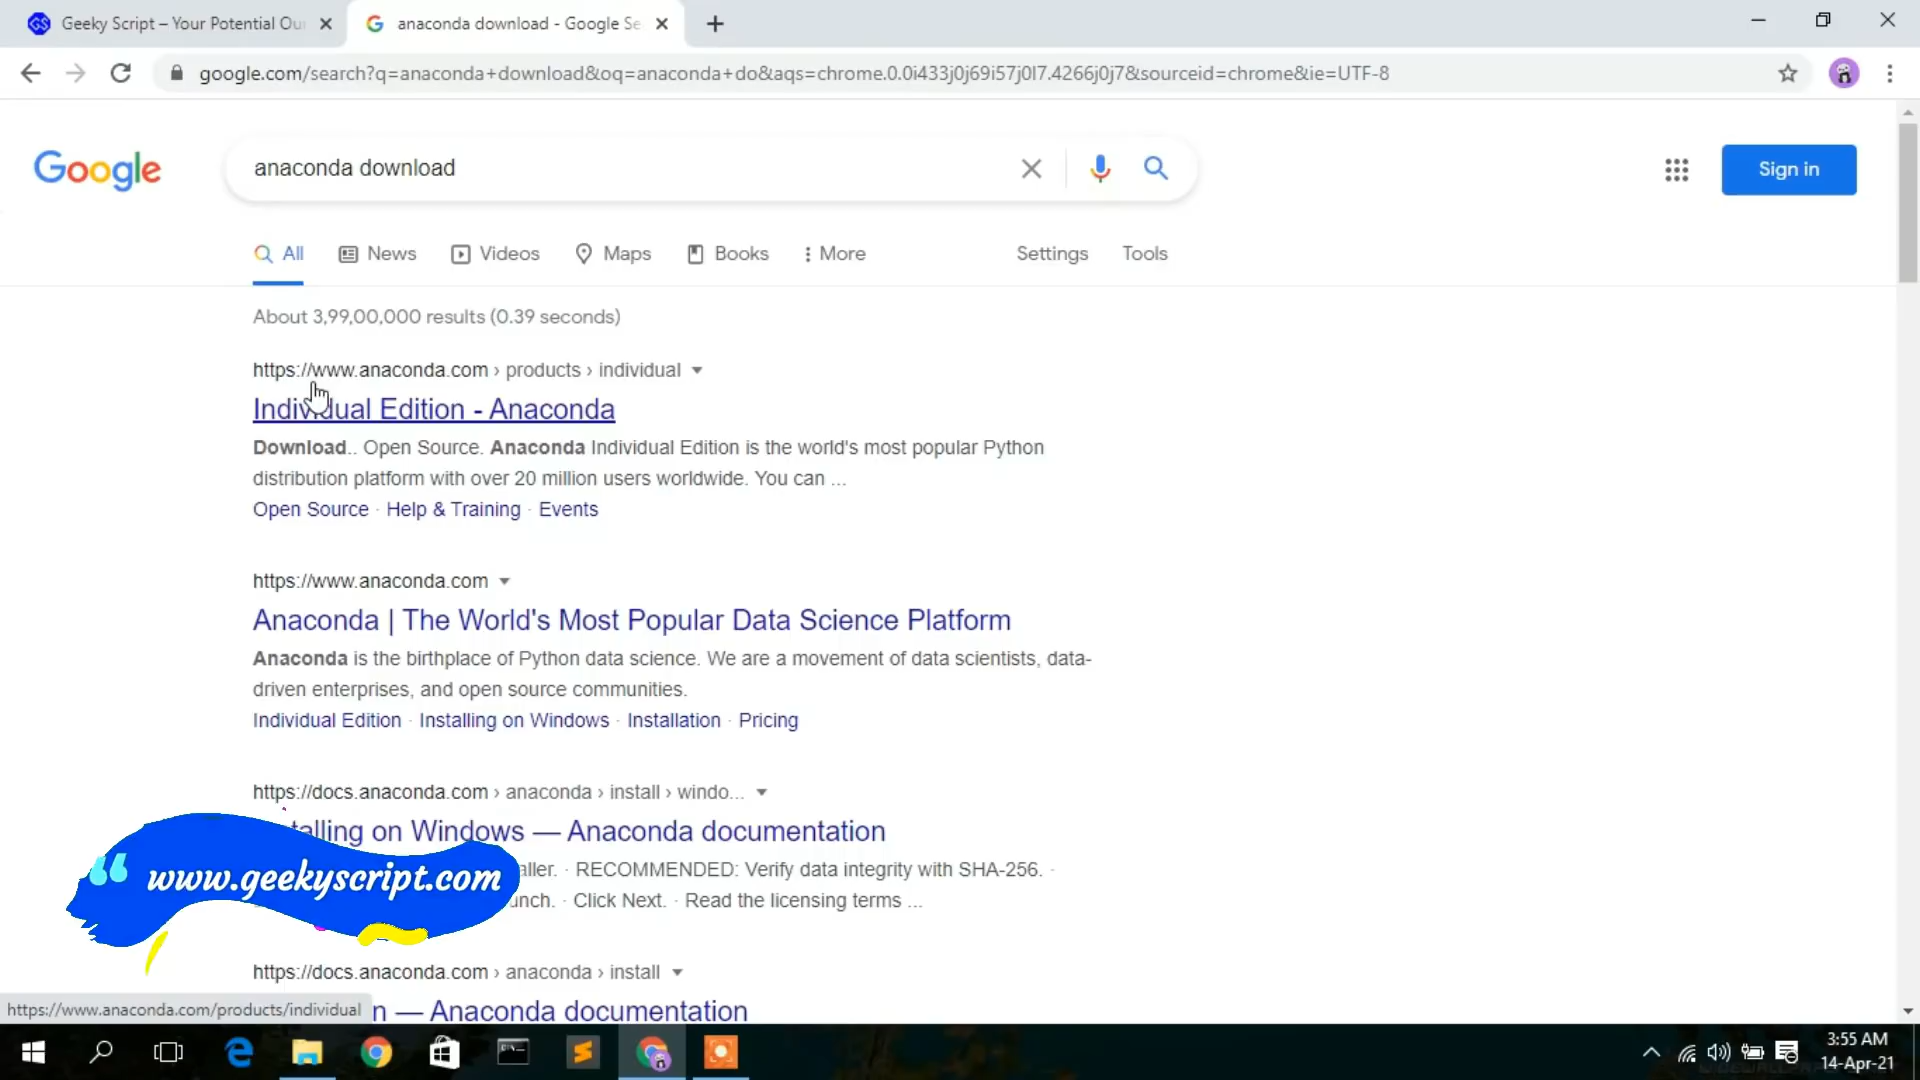 Geeky Script – Your Potential Ou
anaconda download - Google Se
google.com/search?q=anaconda+download&oq=anaconda+do&aqs=chrome.0.0i433j0j69i57j0l7.4266j0j7&sourceid=chrome&ie=UTF-8
Google
anaconda download
Sign in
All
News
Videos
Maps
Books
More
Settings
Tools
About 3,99,00,000 results (0.39 seconds)
https://www.anaconda.com › products › individual
Individual Edition - Anaconda
Download.. Open Source. Anaconda Individual Edition is the world's most popular Python
distribution platform with over 20 million users worldwide. You can ...
Open Source · Help & Training · Events
https://www.anaconda.com
Anaconda | The World's Most Popular Data Science Platform
Anaconda is the birthplace of Python data science. We are a movement of data scientists, data-
driven enterprises, and open source communities.
Individual Edition · Installing on Windows · Installation · Pricing
https://docs.anaconda.com › anaconda › install › windo...
talling on Windows — Anaconda documentation
aller. · RECOMMENDED: Verify data integrity with SHA-256. ·
unch. · Click Next. · Read the licensing terms ...
“ www.geekyscript.com
https://docs.anaconda.com › anaconda › install
n — Anaconda documentation
https://www.anaconda.com/products/individual
3:55 AM
14-Apr-21